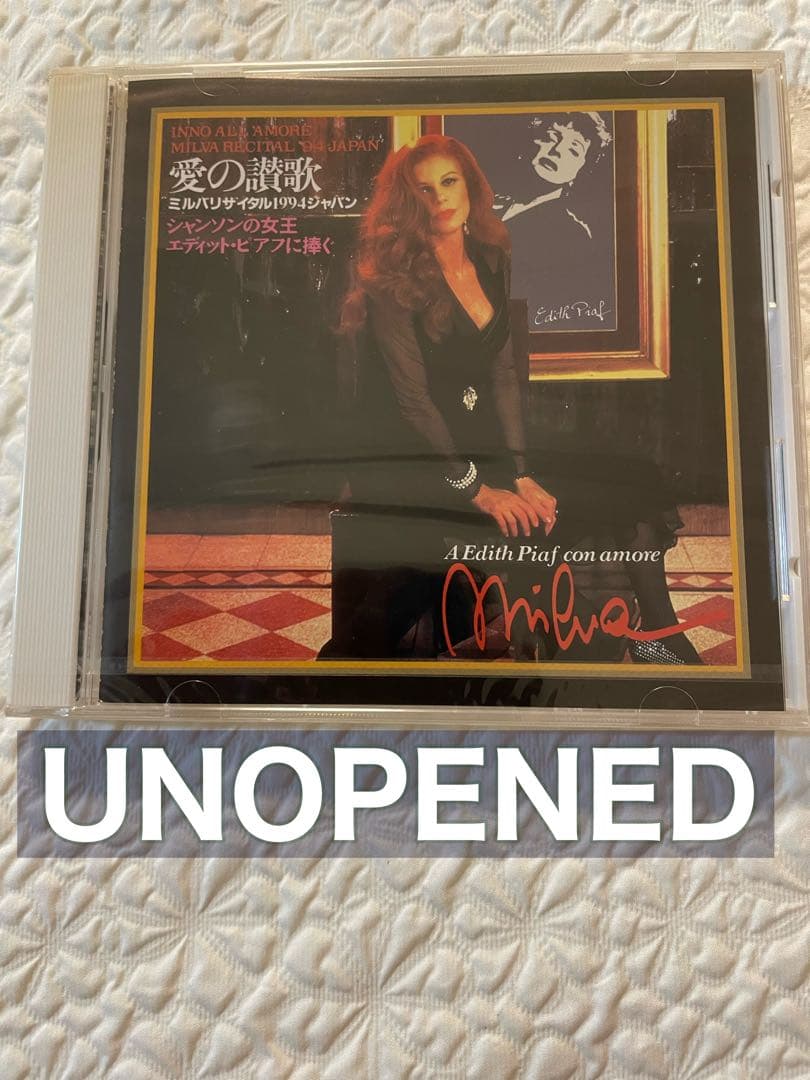 INNO ALL'AMORE
MILVA RECITAL '94 JAPAN
愛の讃歌
ミルバリサイタル1994ジャパン
シャンソンの女王
エディット・ピアフに捧ぐ
Edith Piaf
A Edith Piaf con amore
Milva
UNOPENED